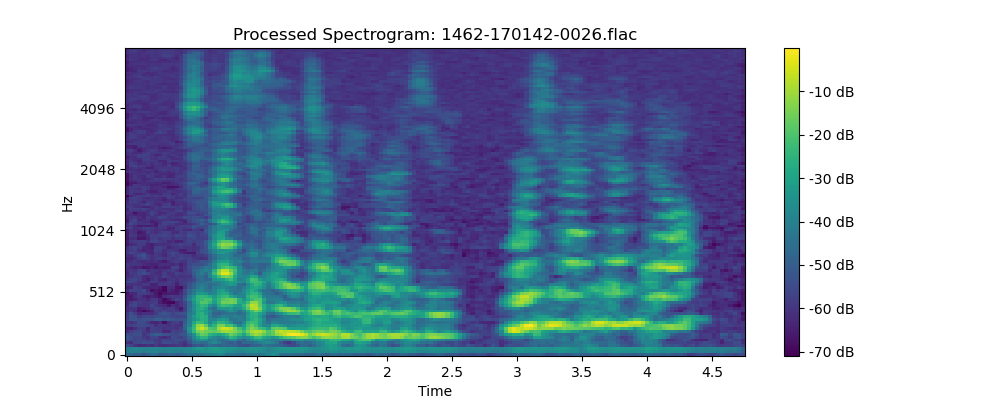 Processed Spectrogram: 1462-170142-0026.flac
Hz
4096
2048
1024
512
0
0 0.5 1 1.5 2 2.5 3 3.5 4 4.5
Time
-10 dB
-20 dB
-30 dB
-40 dB
-50 dB
-60 dB
-70 dB